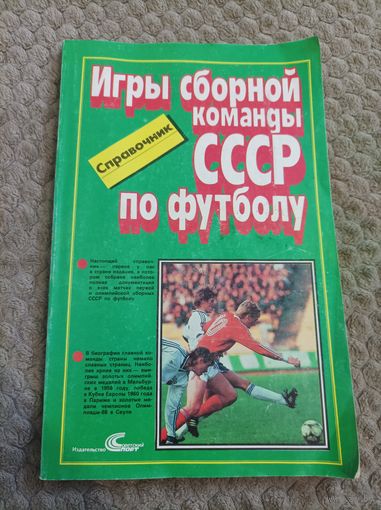 Игры сборной
команды
Справочник
СССР
по футболу
Настоящий справоч-
ник — первое у нас
в стране издание, в кото-
ром собрана наиболее
полная документация
о всех матчах первой
и олимпийской сборных
СССР по футболу
В биографии главной ко-
манды страны немало
славных страниц. Наибо-
лее яркие из них — вы-
игрыш золотых олимпий-
ских медалей в Мельбур-
не в 1956 году, победа
в Кубке Европы 1960 года
в Париже и золотые ме-
дали чемпионов Олим-
пиады-88 в Сеуле
Издательство Советский
спорт